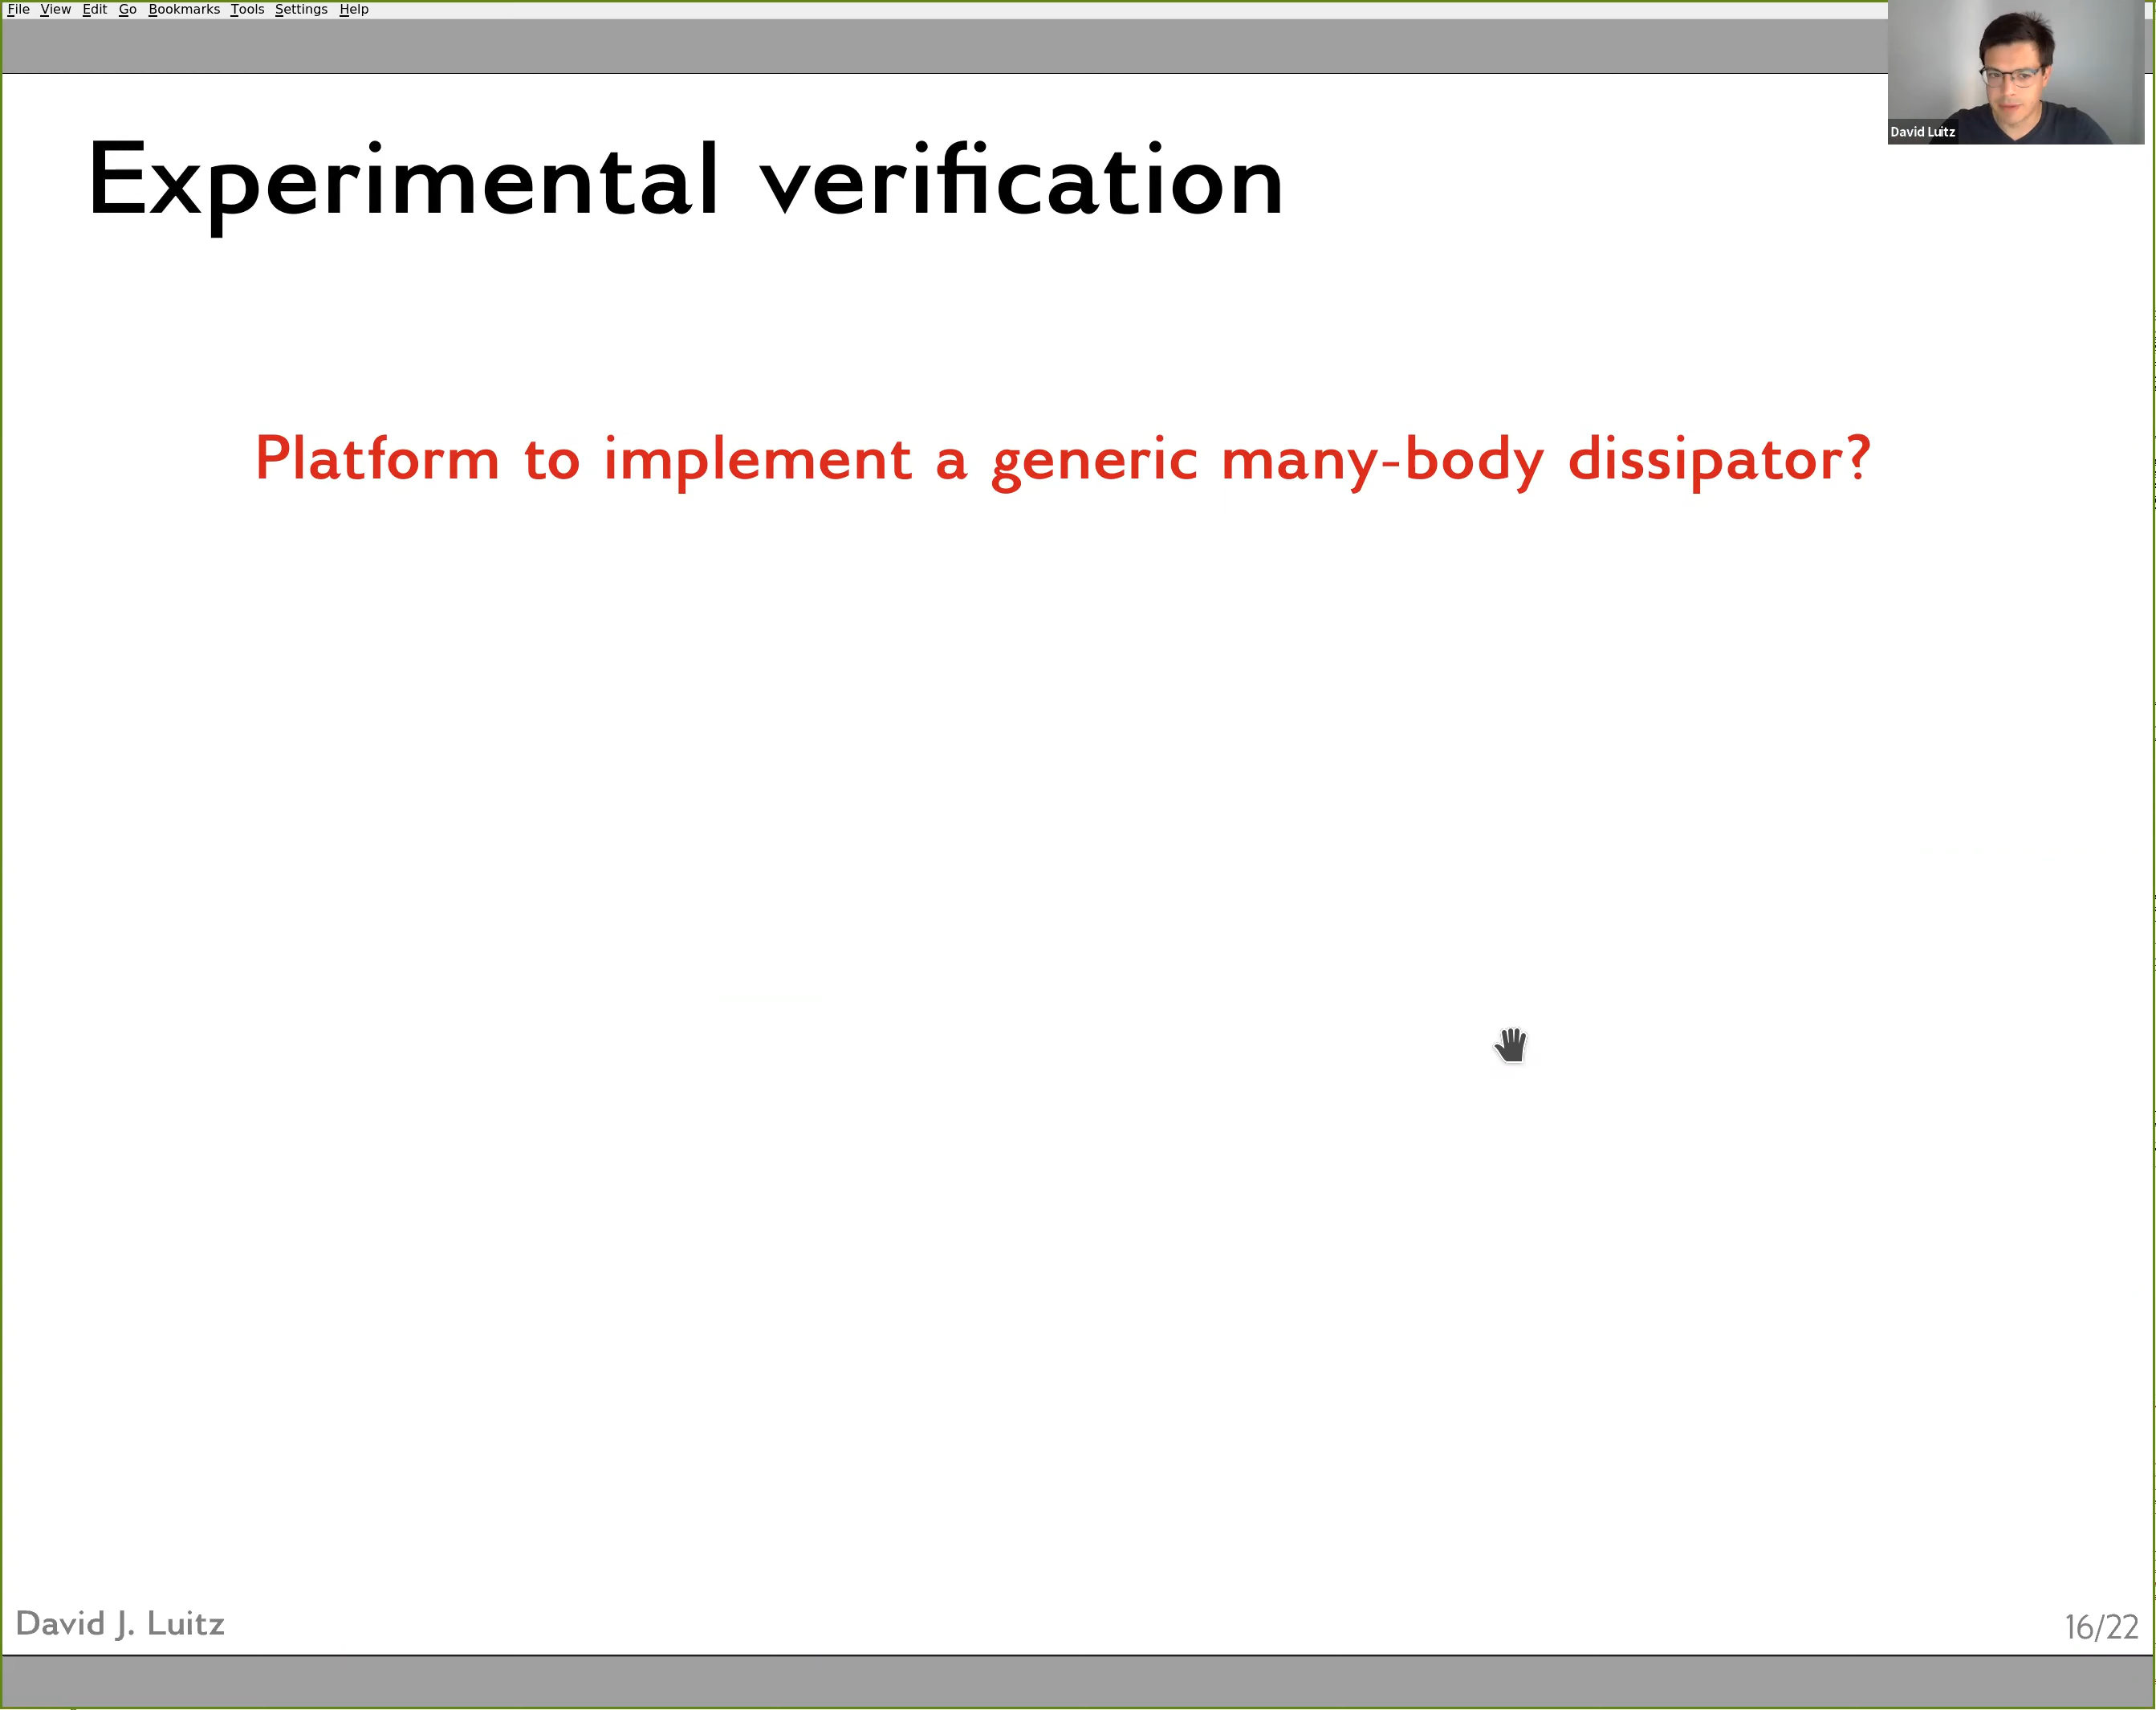 File View Edit Go Bookmarks Tools Settings Help
David Luitz
Experimental verification
Platform to implement a generic many-body dissipator?
David J. Luitz
16/22